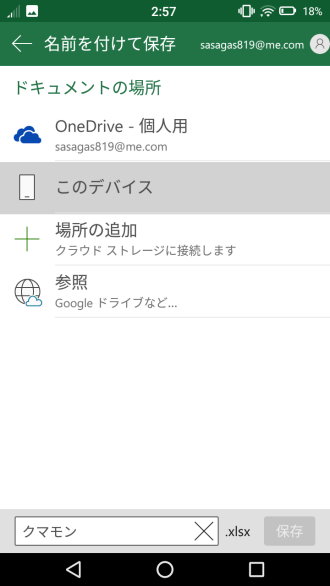 2:57
18%
名前を付けて保存
sasagas819@me.com
ドキュメントの場所
OneDrive - 個人用
sasagas819@me.com
このデバイス
場所の追加
クラウド ストレージに接続します
参照
Google ドライブなど...
クマモン
.xlsx
保存